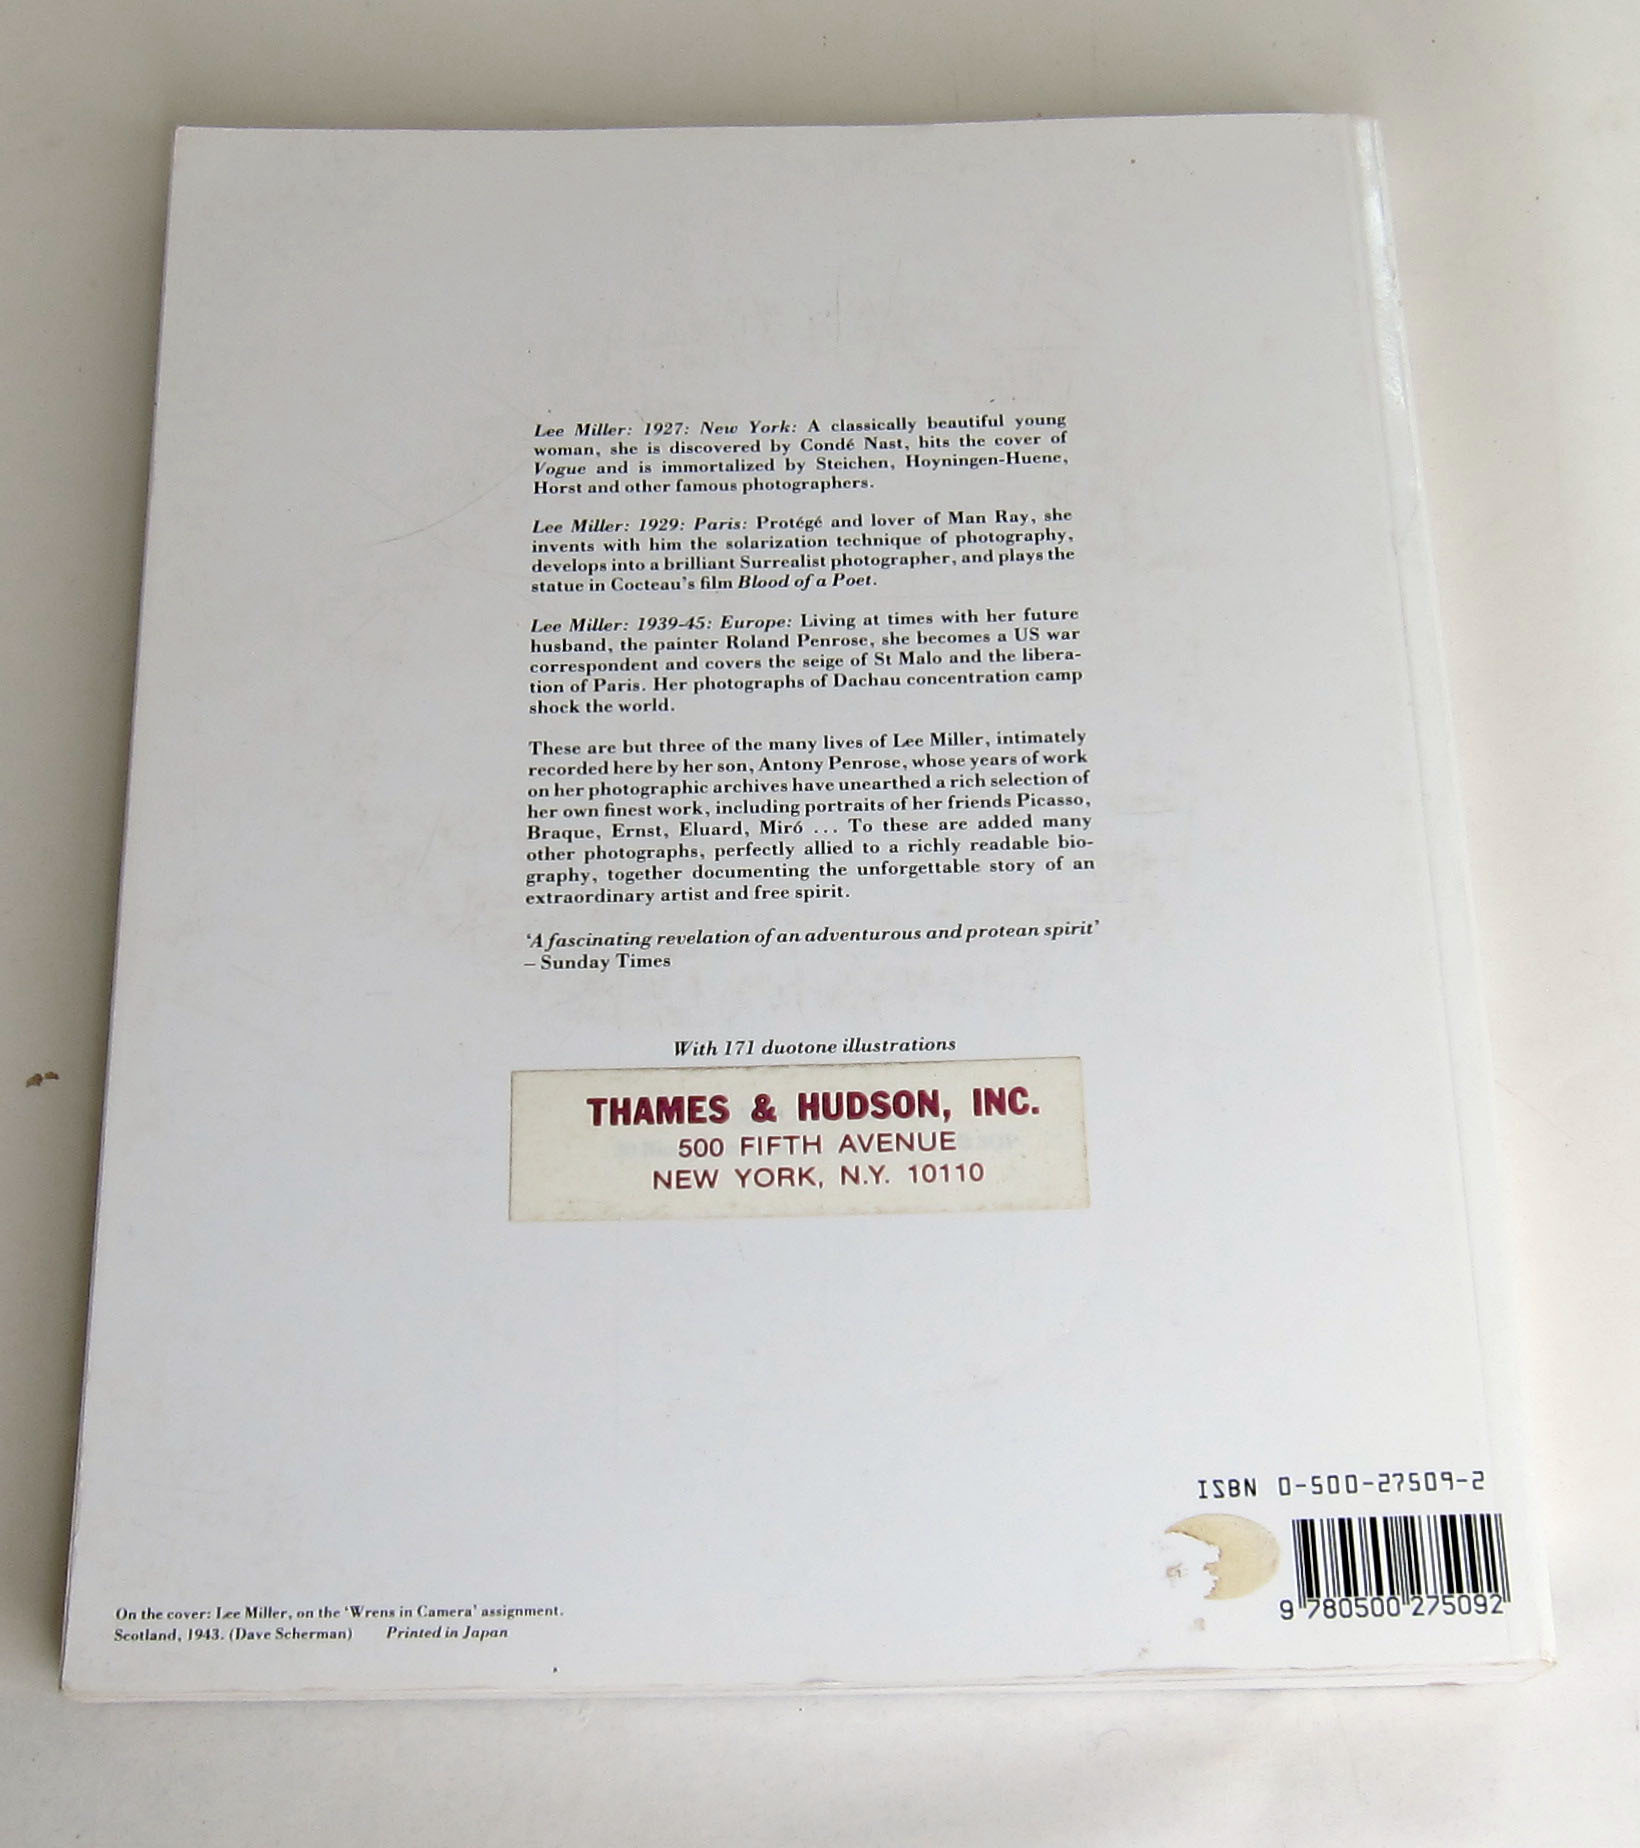 Lee Miller: 1927: New York: A classically beautiful young
woman, she is discovered by Condé Nast, hits the cover of
Vogue and is immortalized by Steichen, Hoyningen-Huene,
Horst and other famous photographers.
Lee Miller: 1929: Paris: Protégé and lover of Man Ray, she
invents with him the solarization technique of photography,
develops into a brilliant Surrealist photographer, and plays the
statue in Cocteau's film Blood of a Poet.
Lee Miller: 1939-45: Europe: Living at times with her future
husband, the painter Roland Penrose, she becomes a US war
correspondent and covers the seige of St Malo and the libera-
tion of Paris. Her photographs of Dachau concentration camp
shock the world.
These are but three of the many lives of Lee Miller, intimately
recorded here by her son, Antony Penrose, whose years of work
on her photographic archives have unearthed a rich selection of
her own finest work, including portraits of her friends Picasso,
Braque, Ernst, Eluard, Miró ... To these are added many
other photographs, perfectly allied to a richly readable bio-
graphy, together documenting the unforgettable story of an
extraordinary artist and free spirit.
'A fascinating revelation of an adventurous and protean spirit'
– Sunday Times
With 171 duotone illustrations
THAMES & HUDSON, INC.
500 FIFTH AVENUE
NEW YORK, N.Y. 10110
ISBN 0-500-27509-2
9 780500 275092
On the cover: Lee Miller, on the 'Wrens in Camera' assignment.
Scotland, 1943. (Dave Scherman) Printed in Japan